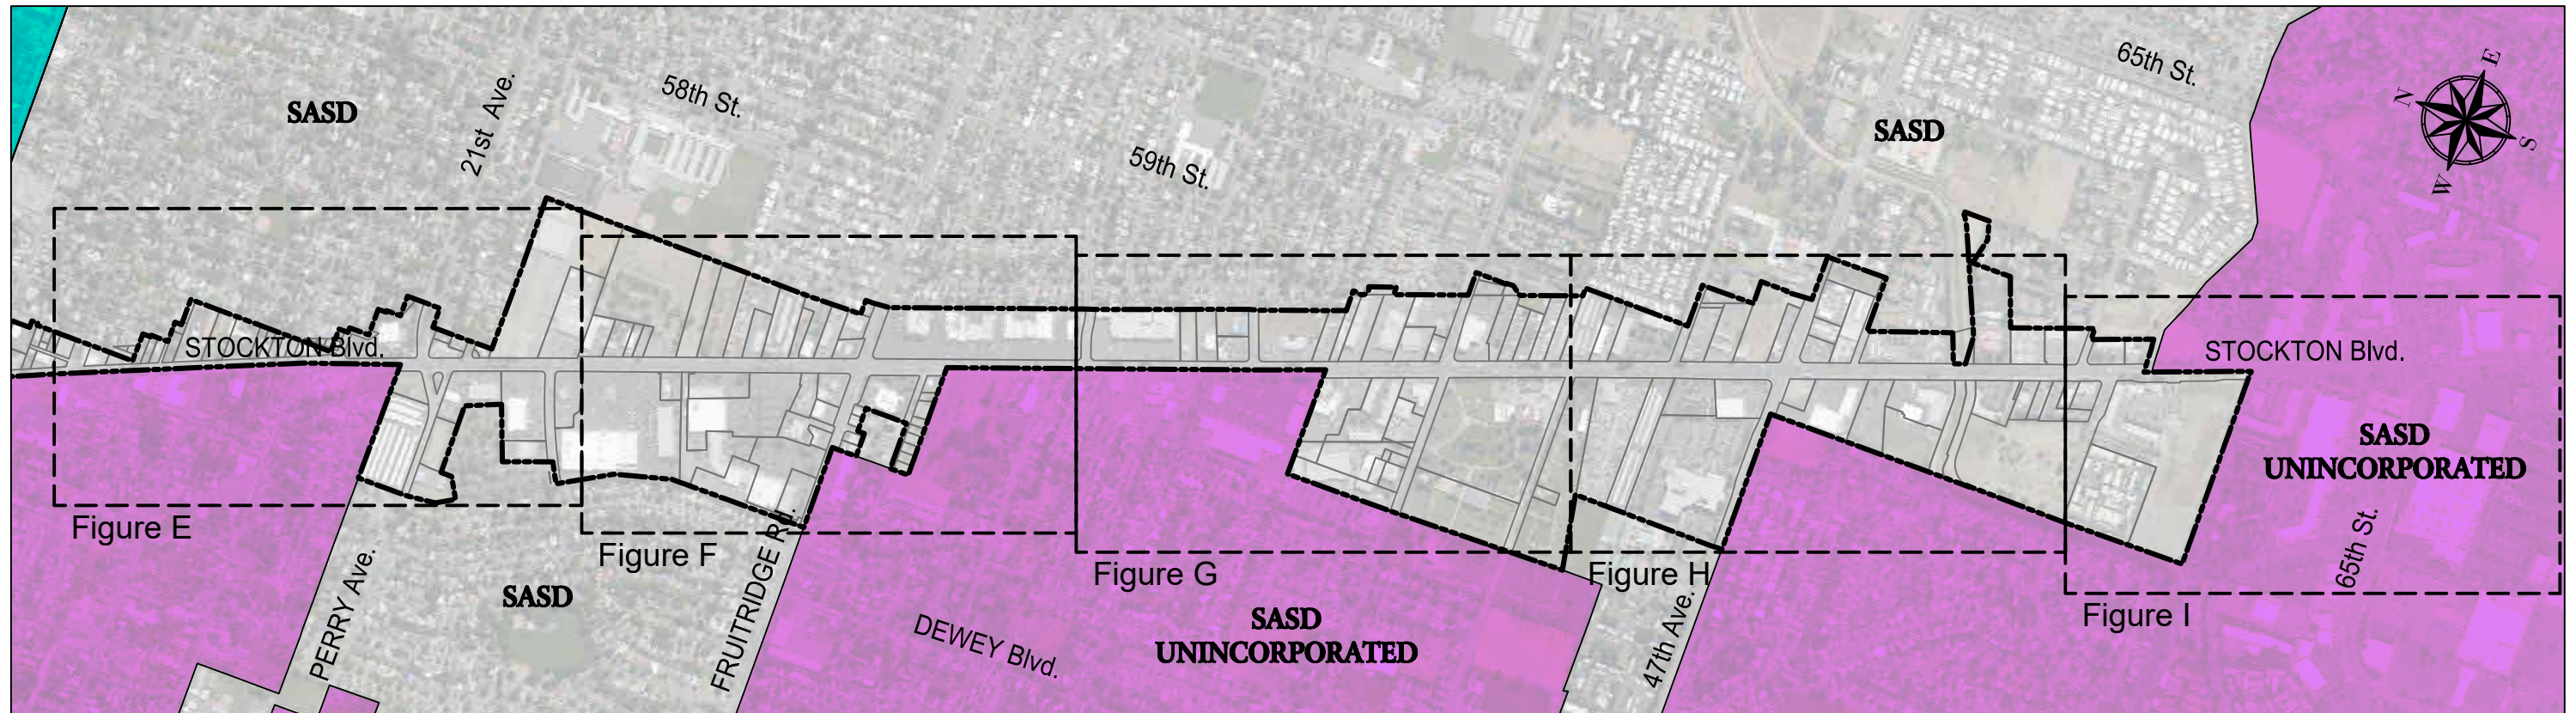 65th St.
E
58th St.
21st Ave.
SASD
N
SASD
S
59th St.
W
STOCKTON Blvd.
STOCKTON Blvd.
SASD
UNINCORPORATED
Figure E
Figure F
65th St.
Figure G
Figure H
SASD
PERRY Ave.
FRUITRIDGE Rd.
Figure I
SASD
UNINCORPORATED
DEWEY Blvd.
47th Ave.